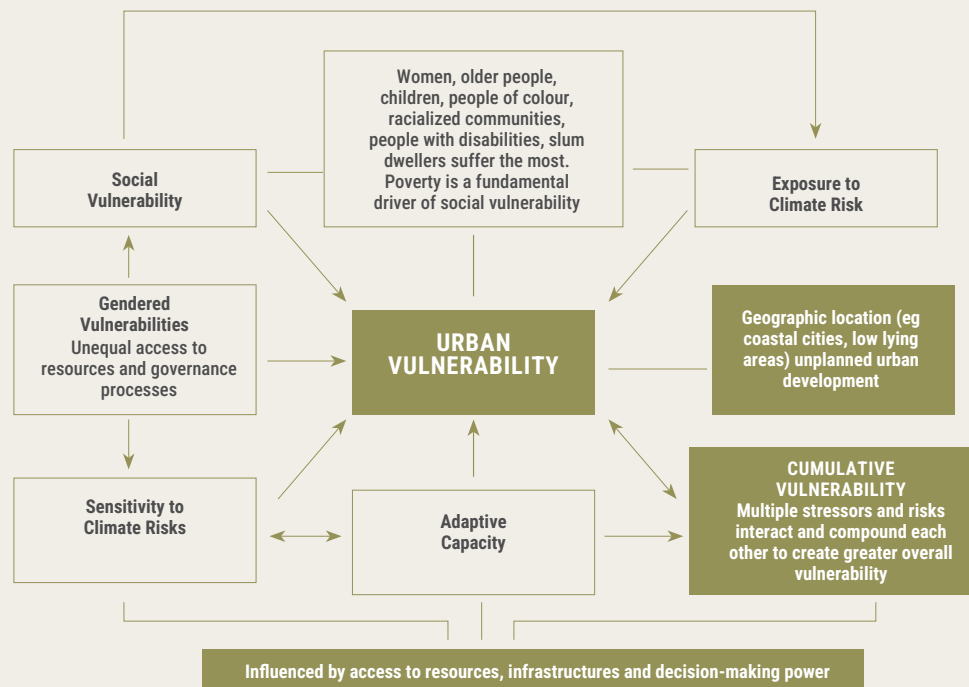 Women, older people,
children, people of colour,
racialized communities,
people with disabilities, slum
dwellers suffer the most.
Poverty is a fundamental
driver of social vulnerability
Social
Vulnerability
Exposure to
Climate Risk
Gendered
Vulnerabilities
Unequal access to
resources and governance
processes
URBAN
VULNERABILITY
Geographic location (eg
coastal cities, low lying
areas) unplanned urban
development
Sensitivity to
Climate Risks
Adaptive
Capacity
CUMULATIVE
VULNERABILITY
Multiple stressors and risks
interact and compound each
other to create greater overall
vulnerability
Influenced by access to resources, infrastructures and decision-making power